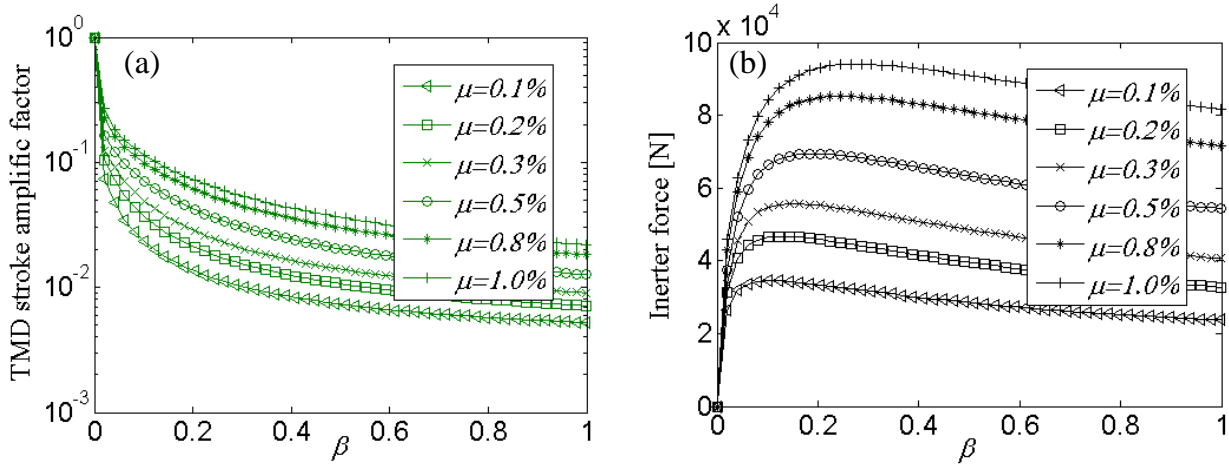 (a)
TMD stroke amplific factor
10^0
10^-1
10^-2
10^-3
0 0.2 0.4 0.6 0.8 1
β
μ=0.1%
μ=0.2%
μ=0.3%
μ=0.5%
μ=0.8%
μ=1.0%
(b)
x 10^4
Inerter force [N]
10
8
6
4
2
0
0 0.2 0.4 0.6 0.8 1
β
μ=0.1%
μ=0.2%
μ=0.3%
μ=0.5%
μ=0.8%
μ=1.0%